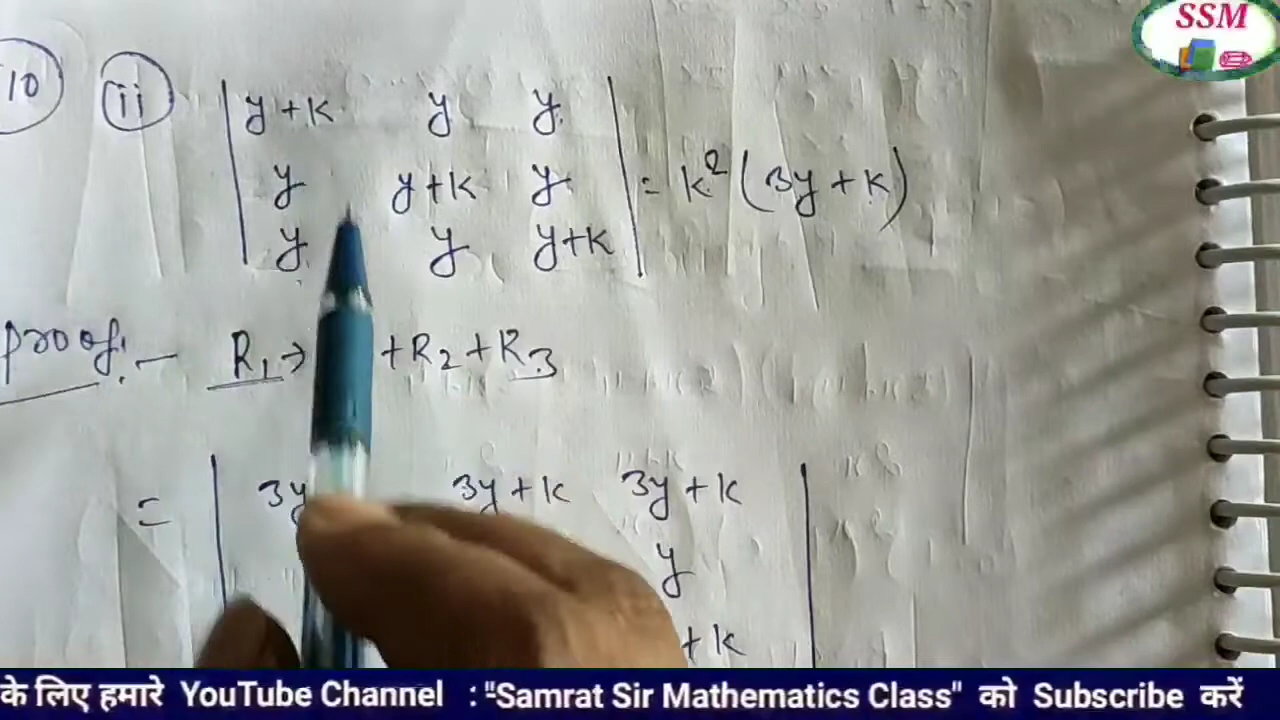 SSM
10 ii | y+k y y |
| y y+k y | = k²(3y+k)
| y y y+k |
proof:- R₁→ +R₂+R₃
= | 3y 3y+k 3y+k |
y
+k
के लिए हमारे YouTube Channel :-"Samrat Sir Mathematics Class" को Subscribe करें